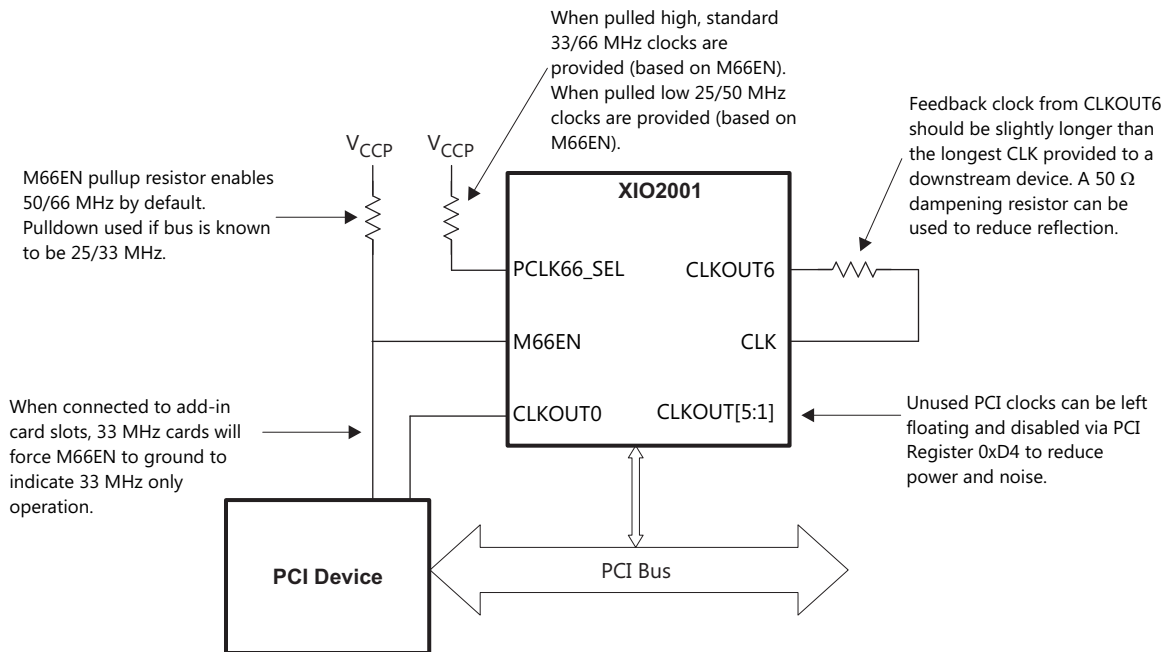 When pulled high, standard
33/66 MHz clocks are
provided (based on M66EN).
When pulled low 25/50 MHz
clocks are provided (based on
M66EN).
Feedback clock from CLKOUT6
should be slightly longer than
the longest CLK provided to a
downstream device. A 50 Ω
dampening resistor can be
used to reduce reflection.
VCCP
VCCP
M66EN pullup resistor enables
50/66 MHz by default.
Pulldown used if bus is known
to be 25/33 MHz.
XIO2001
PCLK66_SEL
CLKOUT6
M66EN
CLK
CLKOUT0
CLKOUT[5:1]
When connected to add-in
card slots, 33 MHz cards will
force M66EN to ground to
indicate 33 MHz only
operation.
Unused PCI clocks can be left
floating and disabled via PCI
Register 0xD4 to reduce
power and noise.
PCI Device
PCI Bus